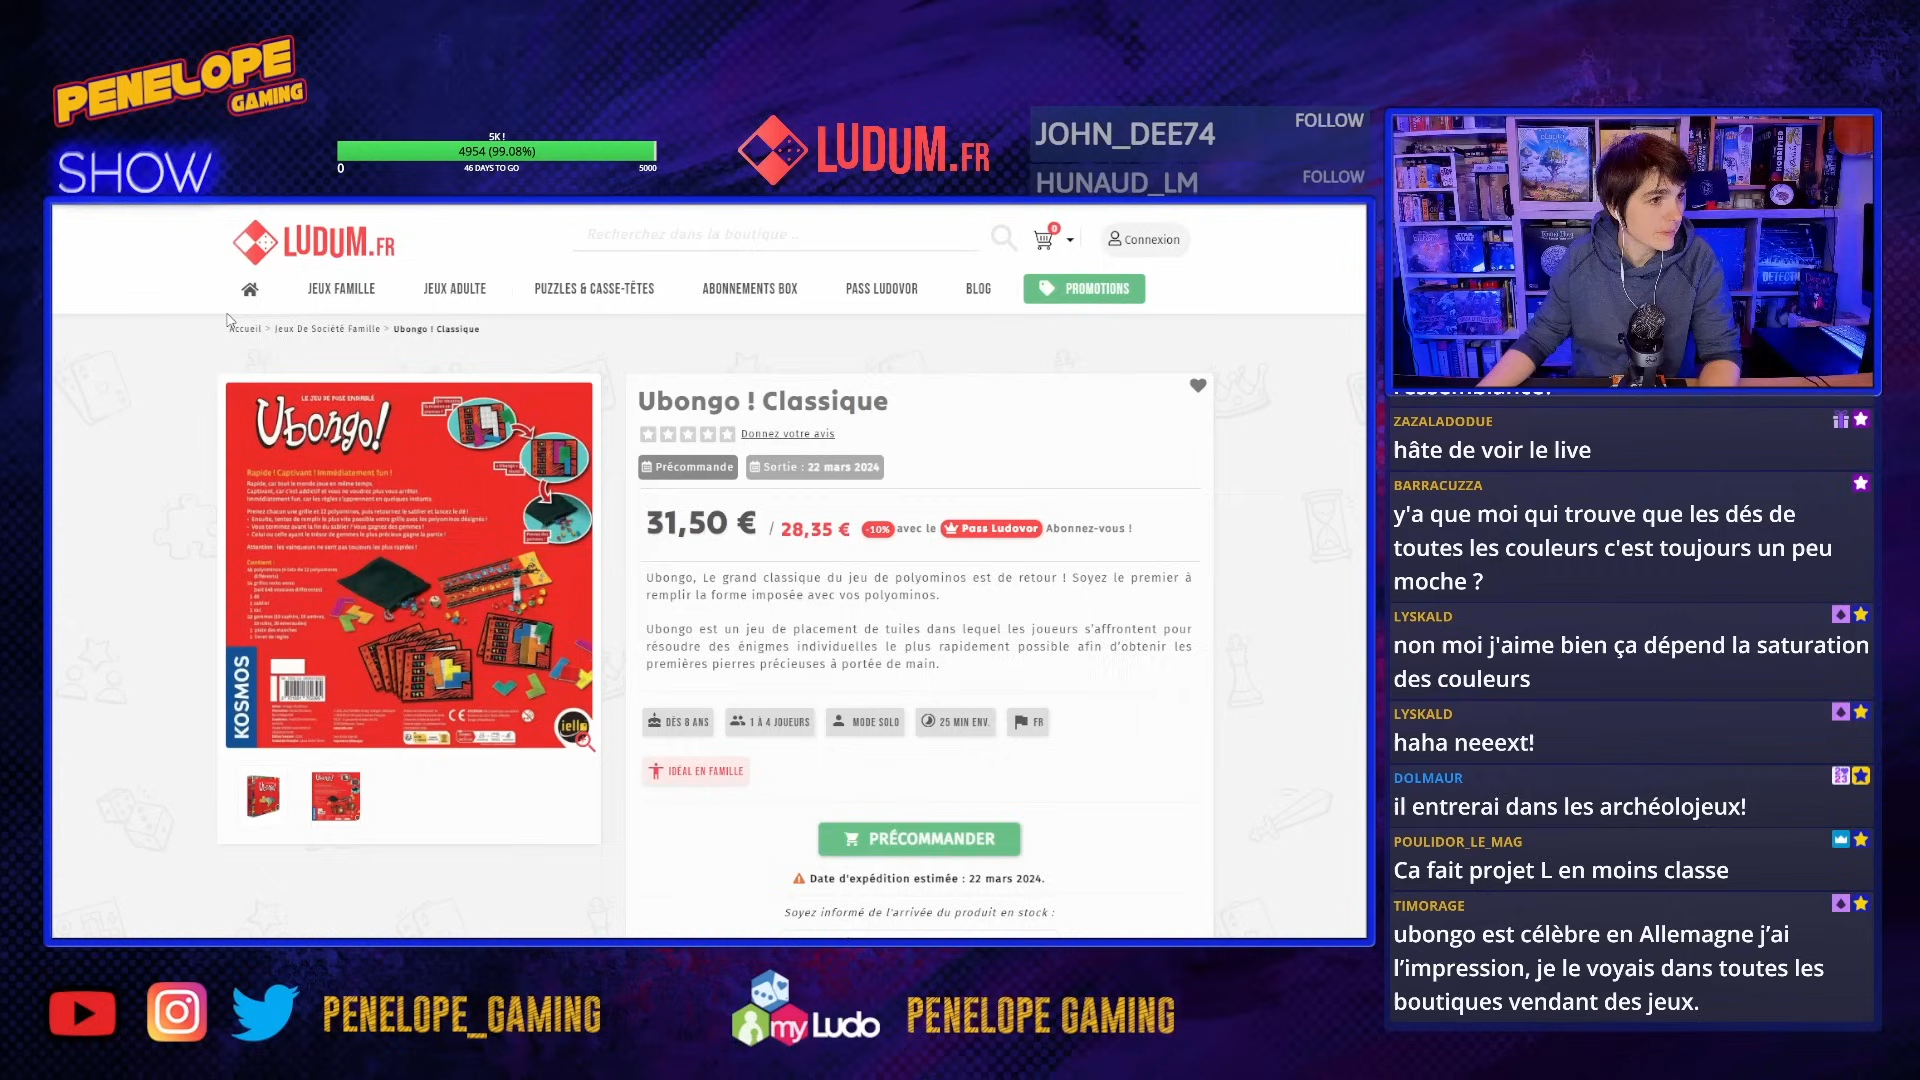 PENELOPE
GAMING
SHOW
5K !
4954 (99.08%)
0
46 DAYS TO GO
5000
LUDUM.FR
JOHN_DEE74
FOLLOW
HUNAUD_LM
FOLLOW
LUDUM.FR
Recherchez dans la boutique ..
0
Connexion
JEUX FAMILLE
JEUX ADULTE
PUZZLES & CASSE-TÊTES
ABONNEMENTS BOX
PASS LUDOVOR
BLOG
PROMOTIONS
Accueil > Jeux De Société Famille > Ubongo ! Classique
LE JEU DE POSE ENDIABLÉ
Ubongo!
Rapide ! Captivant ! Immédiatement fun !
KOSMOS
iello
Ubongo ! Classique
Donnez votre avis
Précommande
Sortie : 22 mars 2024
31,50 € / 28,35 € -10% avec le Pass Ludovor Abonnez-vous !
Ubongo, Le grand classique du jeu de polyominos est de retour ! Soyez le premier à
remplir la forme imposée avec vos polyominos.
Ubongo est un jeu de placement de tuiles dans lequel les joueurs s'affrontent pour
résoudre des énigmes individuelles le plus rapidement possible afin d'obtenir les
premières pierres précieuses à portée de main.
DÈS 8 ANS
1 À 4 JOUEURS
MODE SOLO
25 MIN ENV.
FR
IDÉAL EN FAMILLE
PRÉCOMMANDER
Date d'expédition estimée : 22 mars 2024.
Soyez informé de l'arrivée du produit en stock :
ZAZALADODUE
hâte de voir le live
BARRACUZZA
y'a que moi qui trouve que les dés de
toutes les couleurs c'est toujours un peu
moche ?
LYSKALD
non moi j'aime bien ça dépend la saturation
des couleurs
LYSKALD
haha neeext!
DOLMAUR
il entrerai dans les archéolojeux!
POULIDOR_LE_MAG
Ca fait projet L en moins classe
TIMORAGE
ubongo est célèbre en Allemagne j’ai
l’impression, je le voyais dans toutes les
boutiques vendant des jeux.
PENELOPE_GAMING
myLudo
PENELOPE GAMING